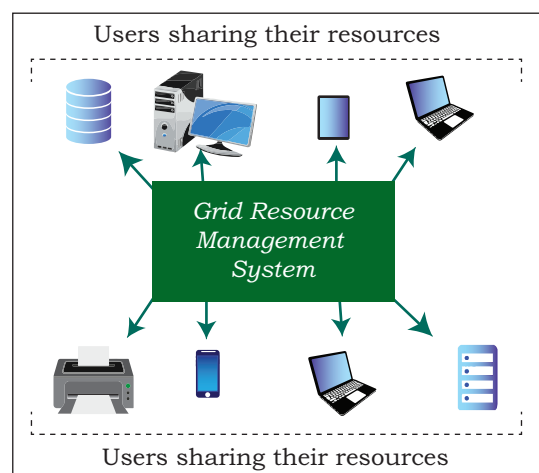 Users sharing their resources
Grid Resource
Management
System
Users sharing their resources